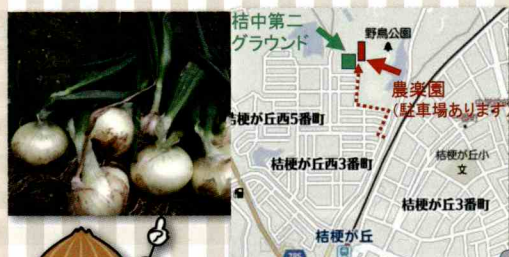 桔中第二
グラウンド
野鳥公園
農楽園
(駐車場あります)
桔梗が丘西5番町
桔梗が丘西3番町
桔梗が丘小
文
桔梗が丘3番町
桔梗が丘